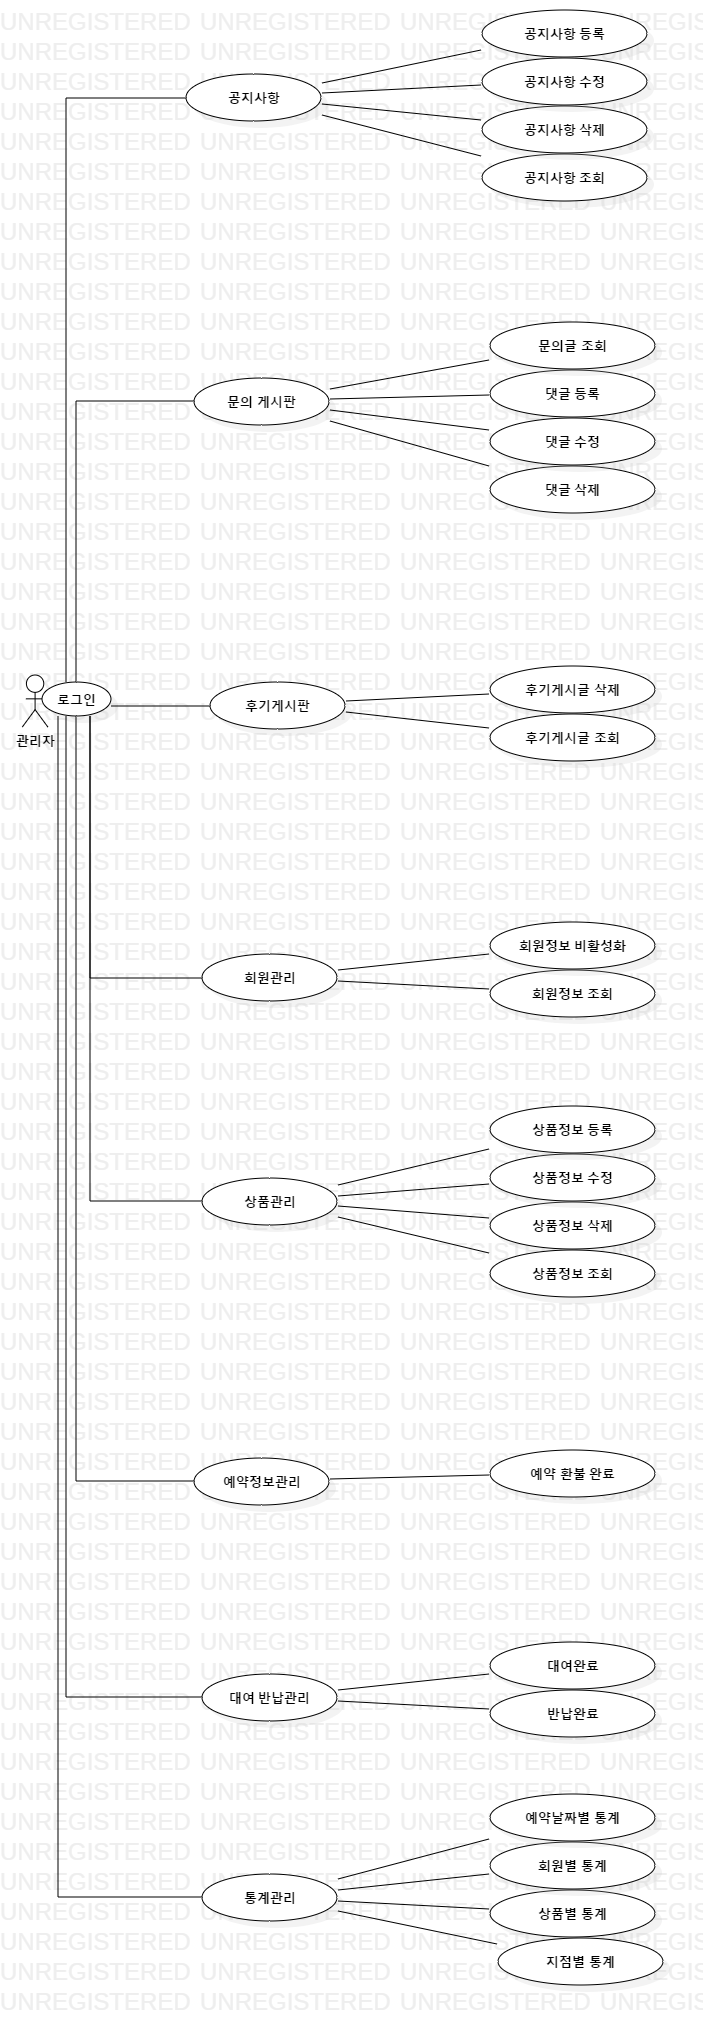 공지사항 등록
공지사항 수정
공지사항
공지사항 삭제
공지사항 조회
문의글 조회
댓글 등록
문의 게시판
댓글 수정
댓글 삭제
로그인
관리자
후기게시판
후기게시글 삭제
후기게시글 조회
회원정보 비활성화
회원관리
회원정보 조회
상품정보 등록
상품정보 수정
상품관리
상품정보 삭제
상품정보 조회
예약정보관리
예약 환불 완료
대여완료
대여 반납관리
반납완료
예약날짜별 통계
회원별 통계
통계관리
상품별 통계
지점별 통계
UNREGISTERED